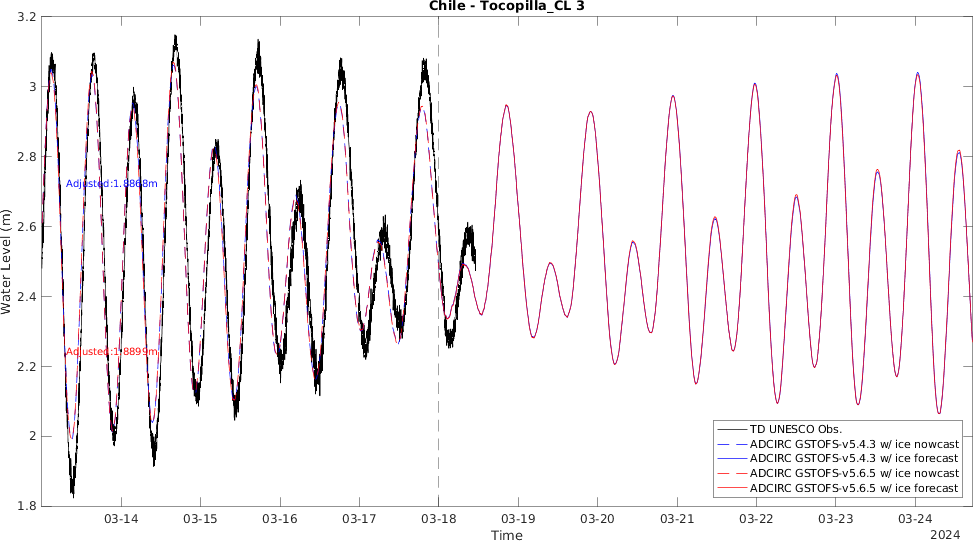 Chile - Tocopilla_CL 3
3.2
3
2.8
2.6
2.4
2.2
2
1.8
Water Level (m)
Adjusted:1.8868m
Adjusted:1.8899m
TD UNESCO Obs.
ADCIRC GSTOFS-v5.4.3 w/ ice nowcast
ADCIRC GSTOFS-v5.4.3 w/ ice forecast
ADCIRC GSTOFS-v5.6.5 w/ ice nowcast
ADCIRC GSTOFS-v5.6.5 w/ ice forecast
03-14 03-15 03-16 03-17 03-18 03-19 03-20 03-21 03-22 03-23 03-24
Time
2024